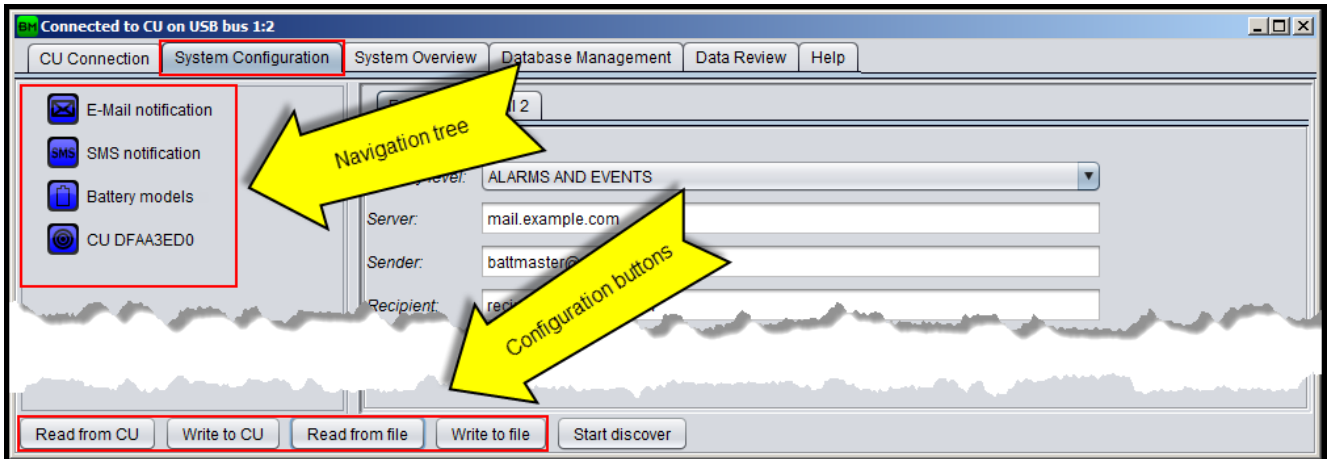 BM Connected to CU on USB bus 1:2
CU Connection System Configuration System Overview Database Management Data Review Help
E-Mail notification
SMS SMS notification
Battery models
CU DFAA3ED0
Navigation tree
l 2
ALARMS AND EVENTS
Server: mail.example.com
Sender: battmaster@
Recipient:
Configuration buttons
Read from CU Write to CU Read from file Write to file Start discover